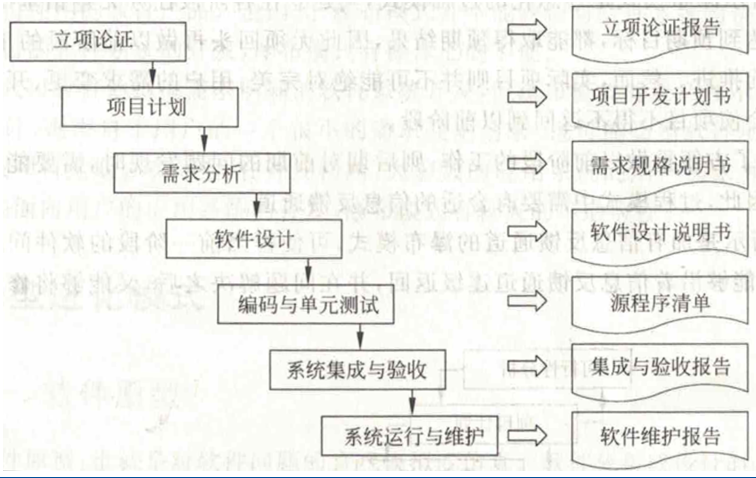 立项论证
立项论证报告
项目计划
项目开发计划书
需求分析
需求规格说明书
软件设计
软件设计说明书
编码与单元测试
源程序清单
系统集成与验收
集成与验收报告
系统运行与维护
软件维护报告